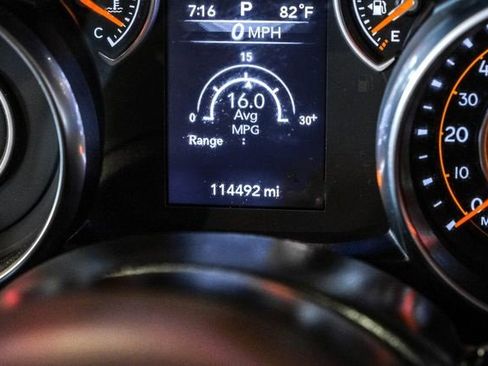 7:16 P 82°F
0 MPH
C
E
15
16.0
Avg
MPG
0
30+
Range :
114492 mi
30
20
10
0